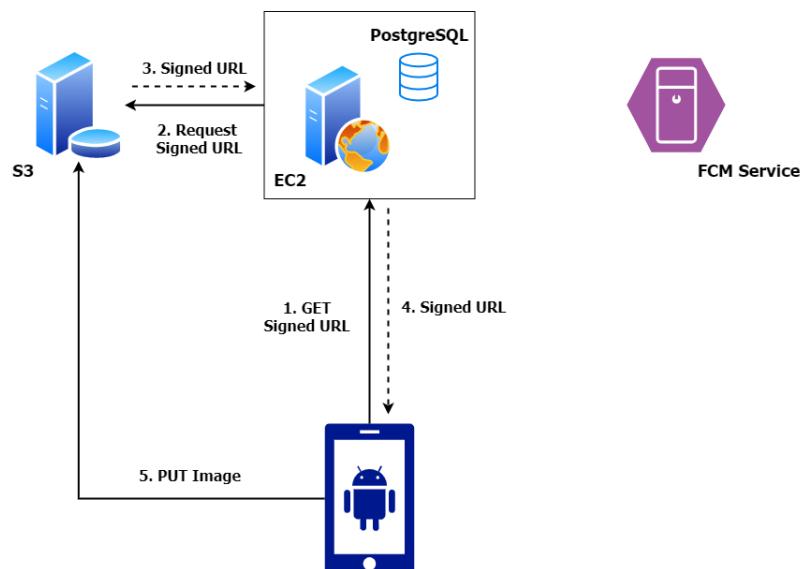 PostgreSQL
3. Signed URL
2. Request
Signed URL
S3
EC2
FCM Service
1. GET
Signed URL
4. Signed URL
5. PUT Image